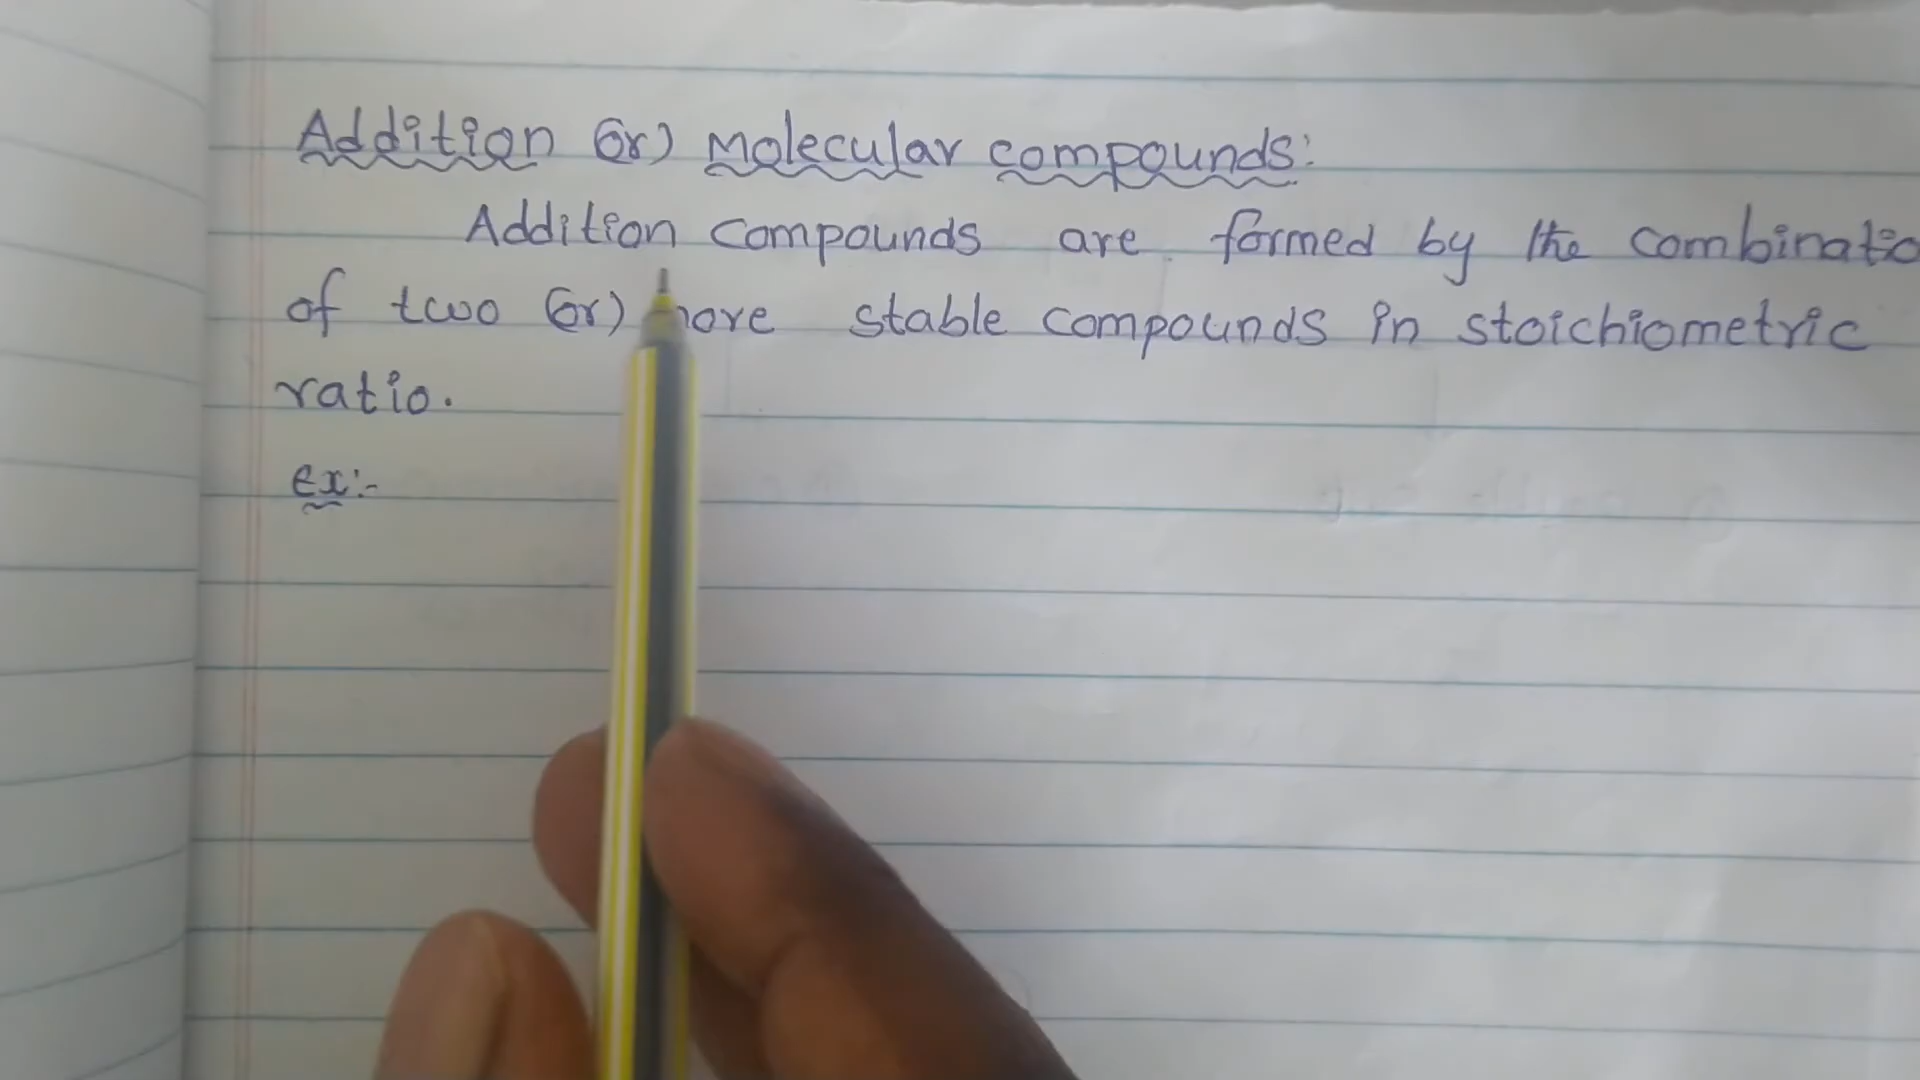 Addition (or) Molecular compounds:
Addition compounds are formed by the combinatio
of two (or) more stable compounds in stoichiometric
ratio.
ex:-